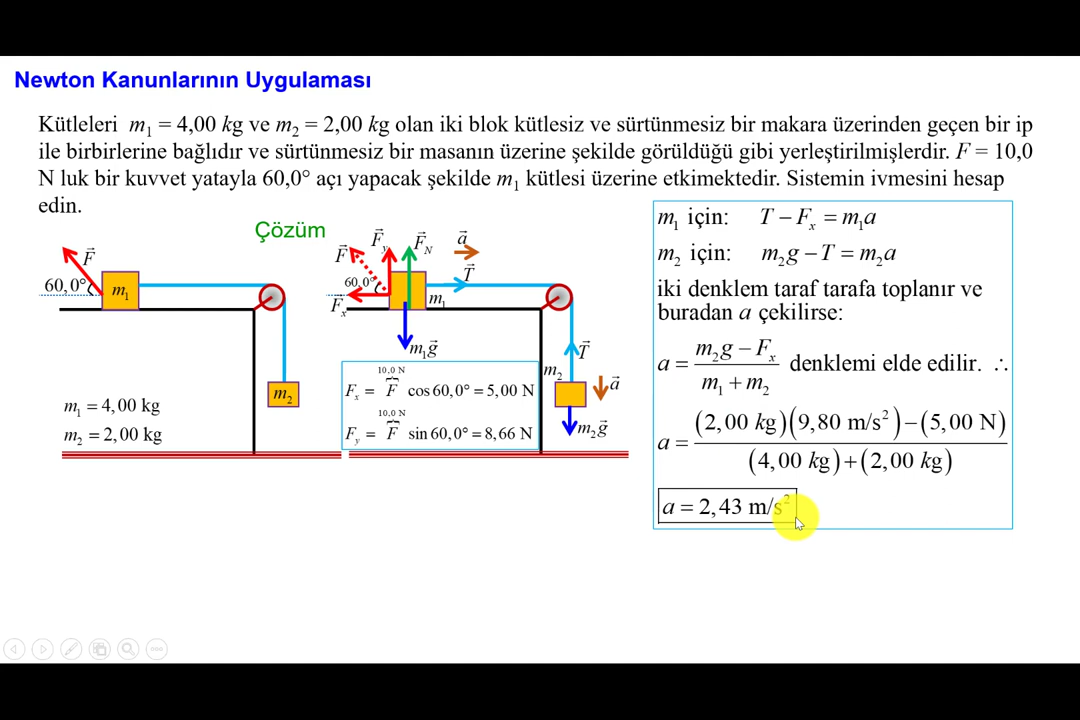 Newton Kanunlarının Uygulaması
Kütleleri m₁ = 4,00 kg ve m₂ = 2,00 kg olan iki blok kütlesiz ve sürtünmesiz bir makara üzerinden geçen bir ip
ile birbirlerine bağlıdır ve sürtünmesiz bir masanın üzerine şekilde görüldüğü gibi yerleştirilmişlerdir. F = 10,0
N luk bir kuvvet yatayla 60,0° açı yapacak şekilde m₁ kütlesi üzerine etkimektedir. Sistemin ivmesini hesap
edin.
Çözüm
F⃗
60,0°
m₁
m₂
m₁ = 4,00 kg
m₂ = 2,00 kg
F⃗
F⃗y
F⃗N
a⃗
60,0°
F⃗x
T⃗
m₁
m₁g⃗
T⃗
m₂
a⃗
m₂g⃗
10,0 N
Fx = F cos 60,0° = 5,00 N
10,0 N
Fy = F sin 60,0° = 8,66 N
m₁ için: T − Fx = m₁a
m₂ için: m₂g − T = m₂a
iki denklem taraf tarafa toplanır ve
buradan a çekilirse:
a = (m₂g − Fx) / (m₁ + m₂) denklemi elde edilir. ∴
a = (2,00 kg)(9,80 m/s²) − (5,00 N) / (4,00 kg) + (2,00 kg)
a = 2,43 m/s²